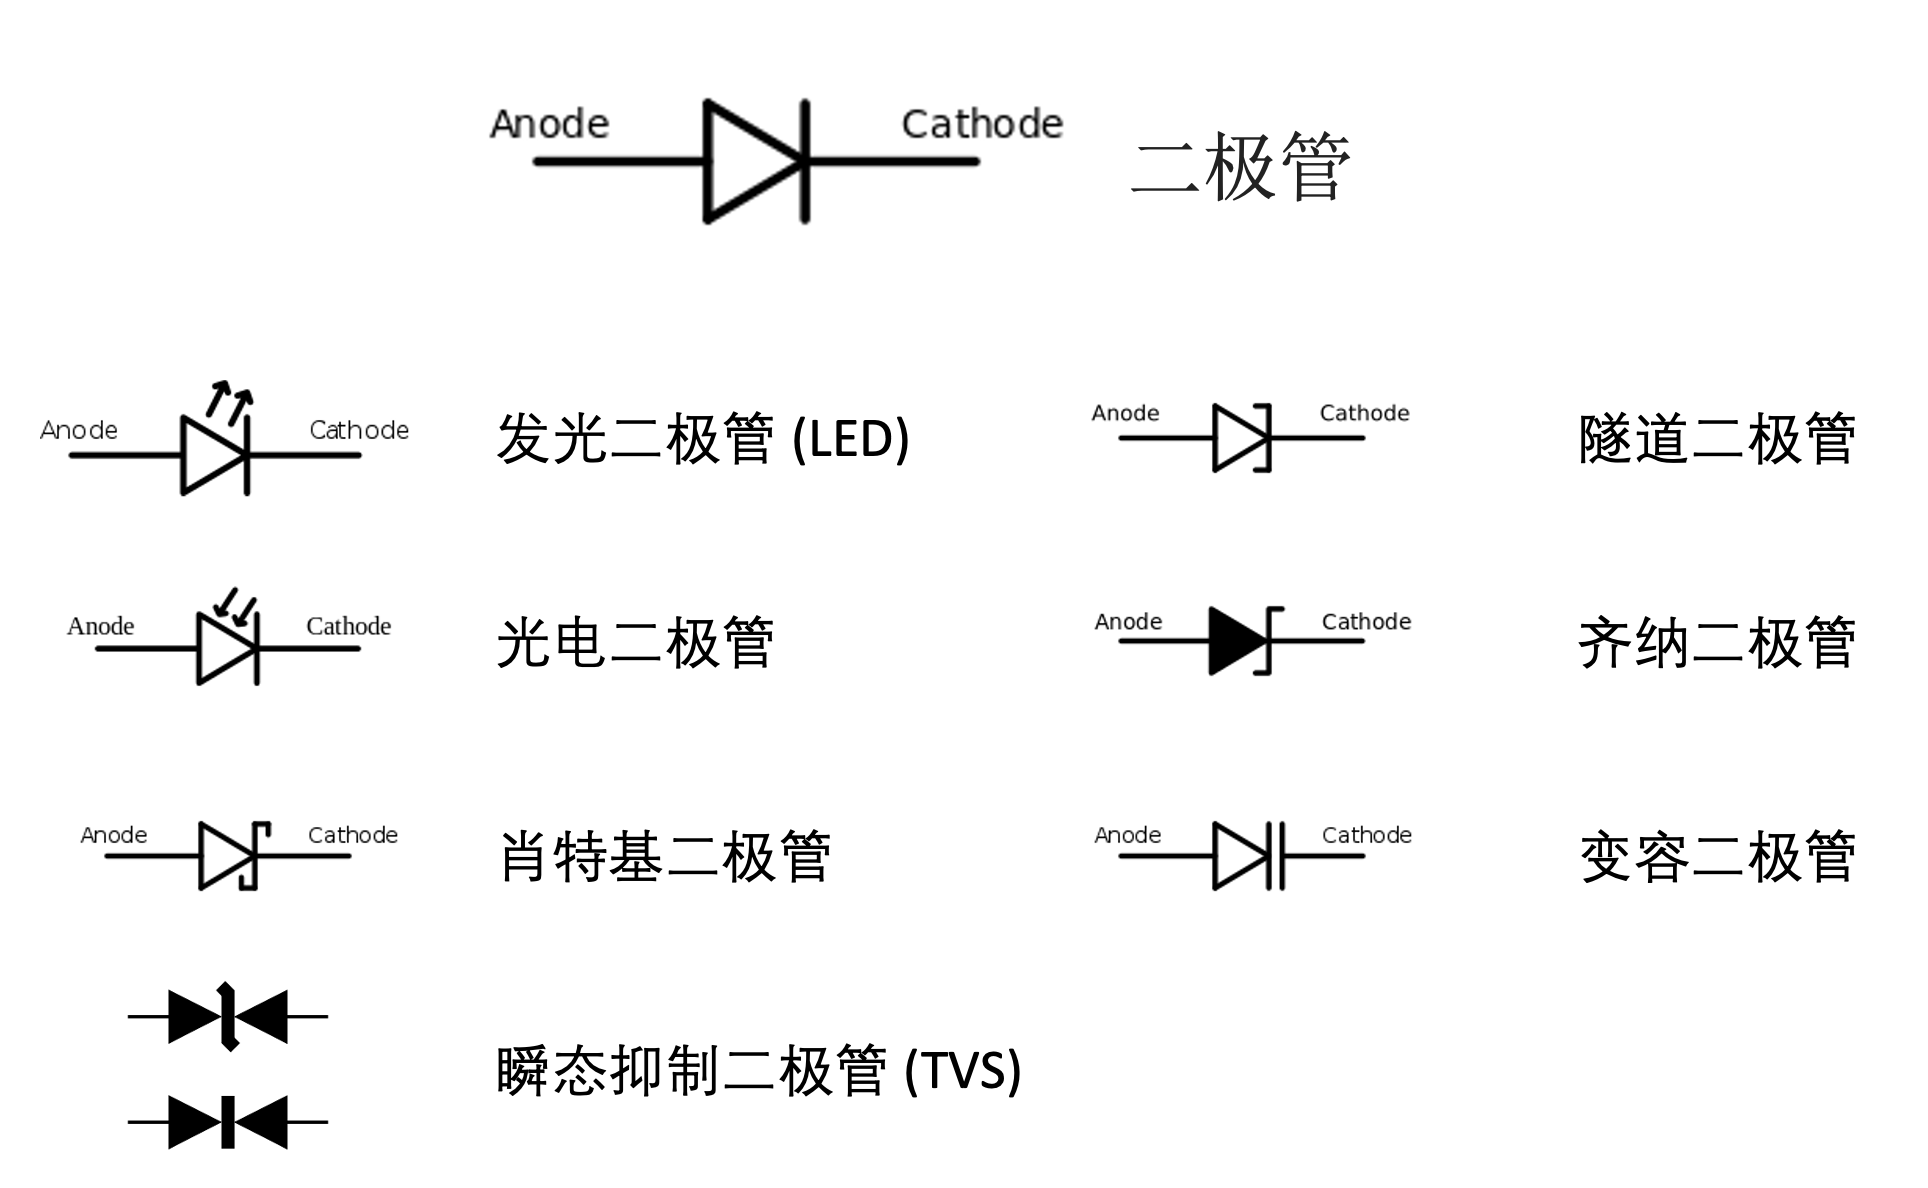 Anode Cathode 二极管
Anode Cathode 发光二极管 (LED)
Anode Cathode 隧道二极管
Anode Cathode 光电二极管
Anode Cathode 齐纳二极管
Anode Cathode 肖特基二极管
Anode Cathode 变容二极管
瞬态抑制二极管 (TVS)